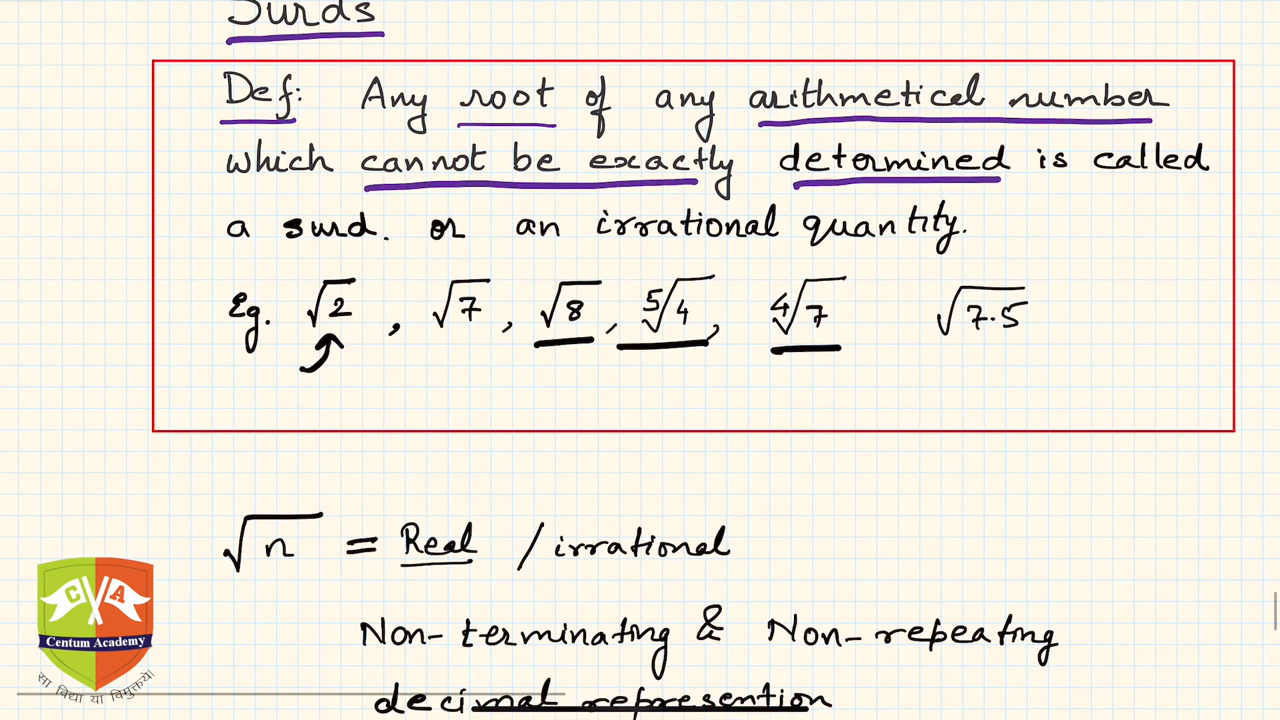 Surds
Def: Any root of any arithmetical number
which cannot be exactly determined is called
a surd. or an irrational quantity.
Eg. √2, √7, √8, ⁵√4, ⁴√7 √7.5
√n = Real / irrational
Non-terminating & Non-repeating
decimal represention
C A
Centum Academy
सा विद्या या विमुक्तये।